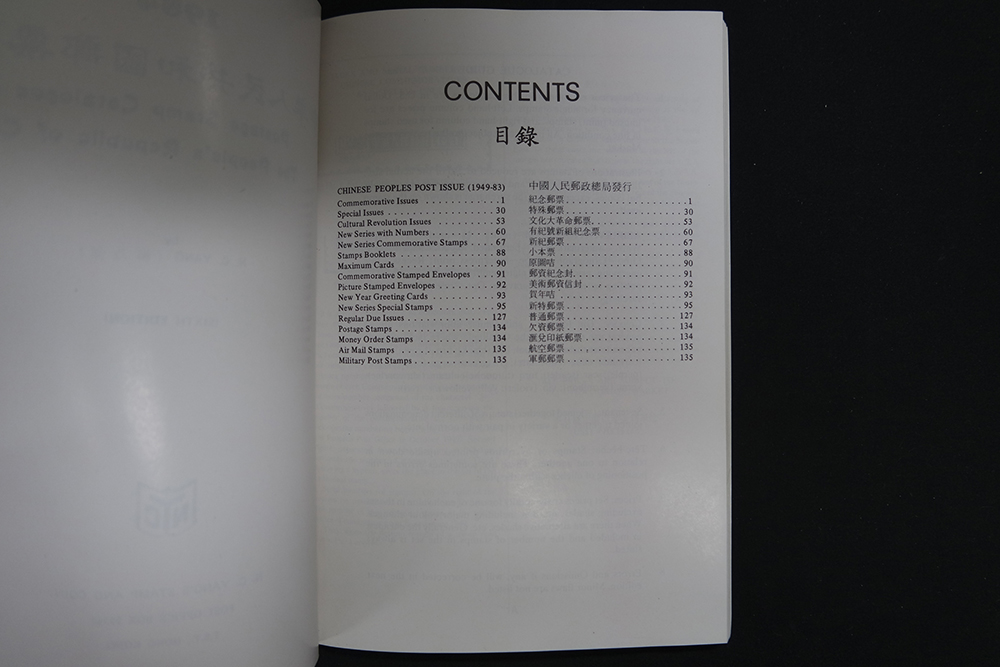 CONTENTS
目錄
CHINESE PEOPLES POST ISSUE (1949-83)
Commemorative Issues . . . . . . . . . . . . 1
Special Issues . . . . . . . . . . . . . . . . . 30
Cultural Revolution Issues . . . . . . . . . . 53
New Series with Numbers . . . . . . . . . . 60
New Series Commemorative Stamps . . . . 67
Stamps Booklets . . . . . . . . . . . . . . . 88
Maximum Cards . . . . . . . . . . . . . . . 90
Commemorative Stamped Envelopes . . . 91
Picture Stamped Envelopes . . . . . . . . . 92
New Year Greeting Cards . . . . . . . . . . 93
New Series Special Stamps . . . . . . . . . 95
Regular Due Issues . . . . . . . . . . . . . 127
Postage Stamps . . . . . . . . . . . . . . . 134
Money Order Stamps . . . . . . . . . . . . 134
Air Mail Stamps . . . . . . . . . . . . . . . 135
Military Post Stamps . . . . . . . . . . . . 135
中國人民郵政總局發行
紀念郵票 . . . . . . . . . . . . . . . . . . . 1
特殊郵票 . . . . . . . . . . . . . . . . . . . 30
文化大革命郵票 . . . . . . . . . . . . . . . 53
有祀號新組紀念票 . . . . . . . . . . . . . . 60
新祀郵票 . . . . . . . . . . . . . . . . . . . 67
小本票 . . . . . . . . . . . . . . . . . . . . 88
原圖咭 . . . . . . . . . . . . . . . . . . . . 90
郵資祀念封 . . . . . . . . . . . . . . . . . . 91
美術郵資信封 . . . . . . . . . . . . . . . . 92
賀年咭 . . . . . . . . . . . . . . . . . . . . 93
新特郵票 . . . . . . . . . . . . . . . . . . . 95
普通郵票 . . . . . . . . . . . . . . . . . . . 127
欠資郵票 . . . . . . . . . . . . . . . . . . . 134
滙兌印紙郵票 . . . . . . . . . . . . . . . . 134
航空郵票 . . . . . . . . . . . . . . . . . . . 135
軍郵郵票 . . . . . . . . . . . . . . . . . . . 135